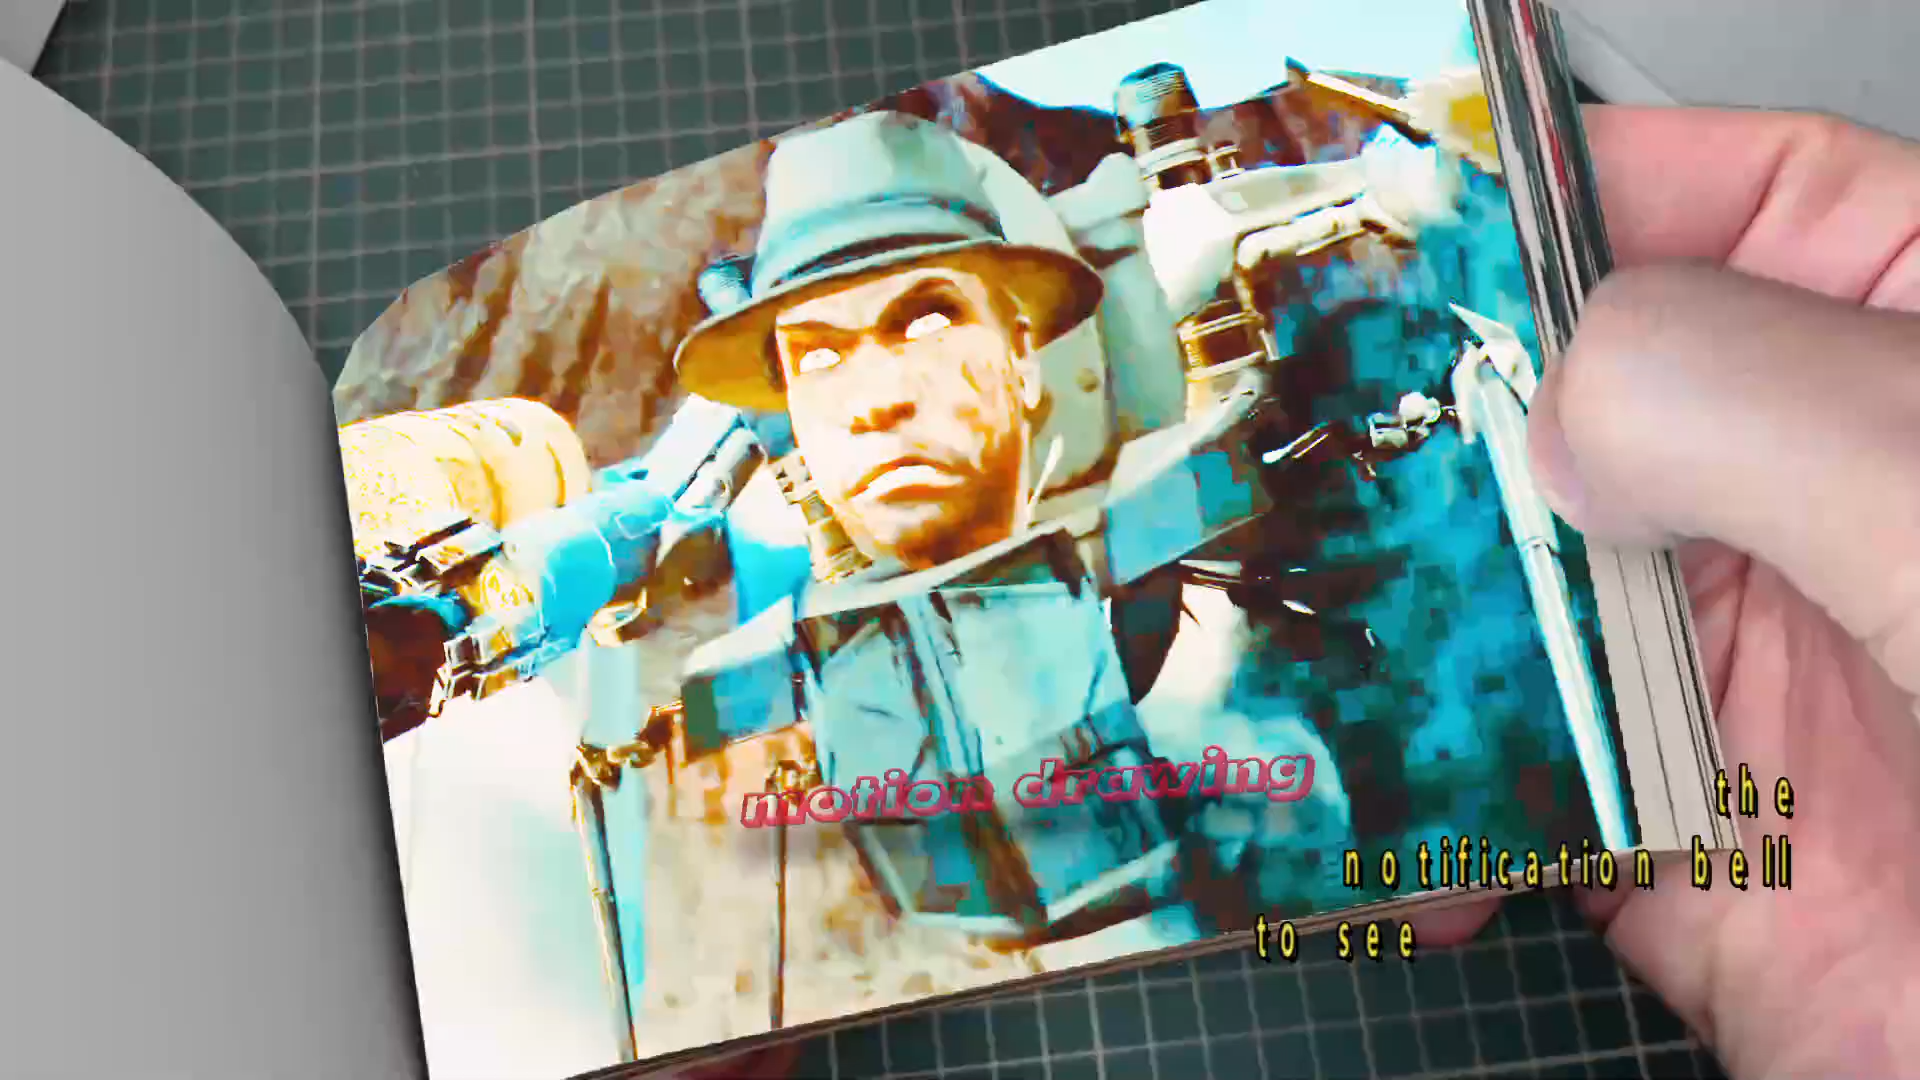 motion drawing
the
notification bell
to see